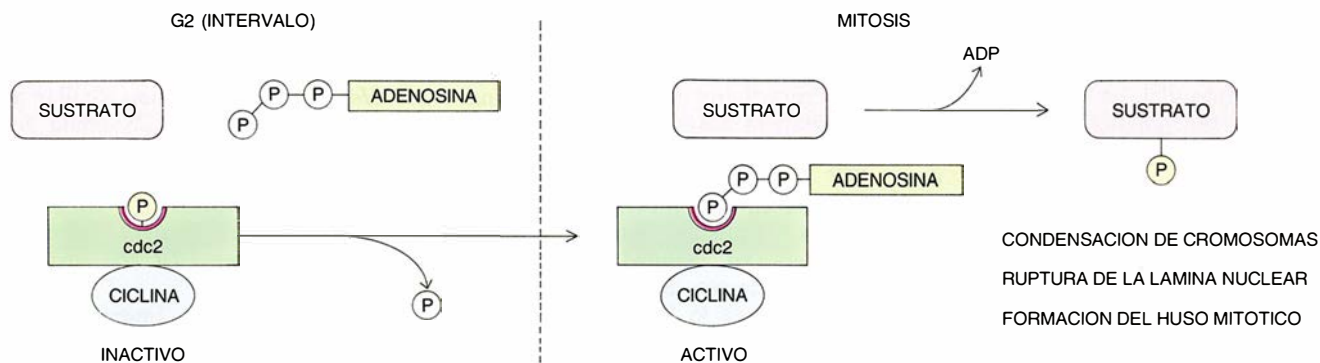 G2 (INTERVALO)
SUSTRATO
P
P
P
ADENOSINA
P
cdc2
CICLINA
INACTIVO
P
MITOSIS
ADP
SUSTRATO
SUSTRATO
P
P
P
P
ADENOSINA
cdc2
CICLINA
ACTIVO
CONDENSACION DE CROMOSOMAS
RUPTURA DE LA LAMINA NUCLEAR
FORMACION DEL HUSO MITOTICO